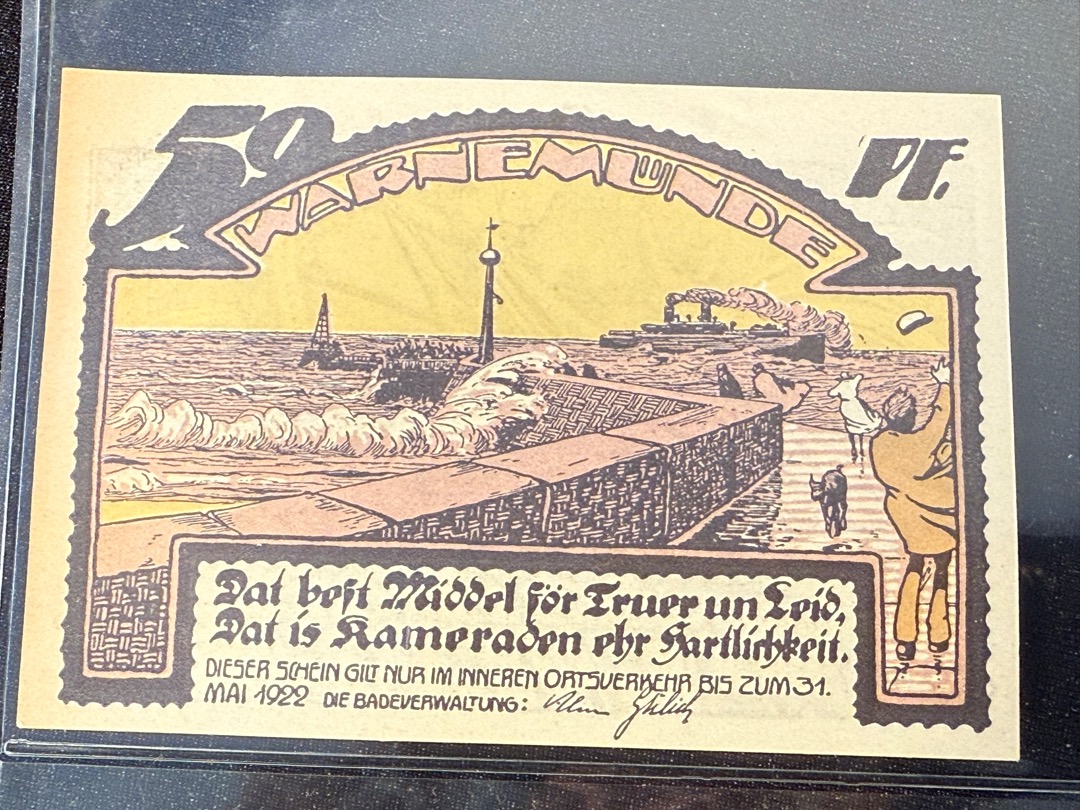 50
PF.
WARNEMÜNDE
Dat best Middel för Truer un Leid,
Dat is Kameraden ehr Hartlichkeit.
DIESER SCHEIN GILT NUR IM INNEREN ORTSVERKEHR BIS ZUM 31.
MAI 1922 DIE BADEVERWALTUNG: